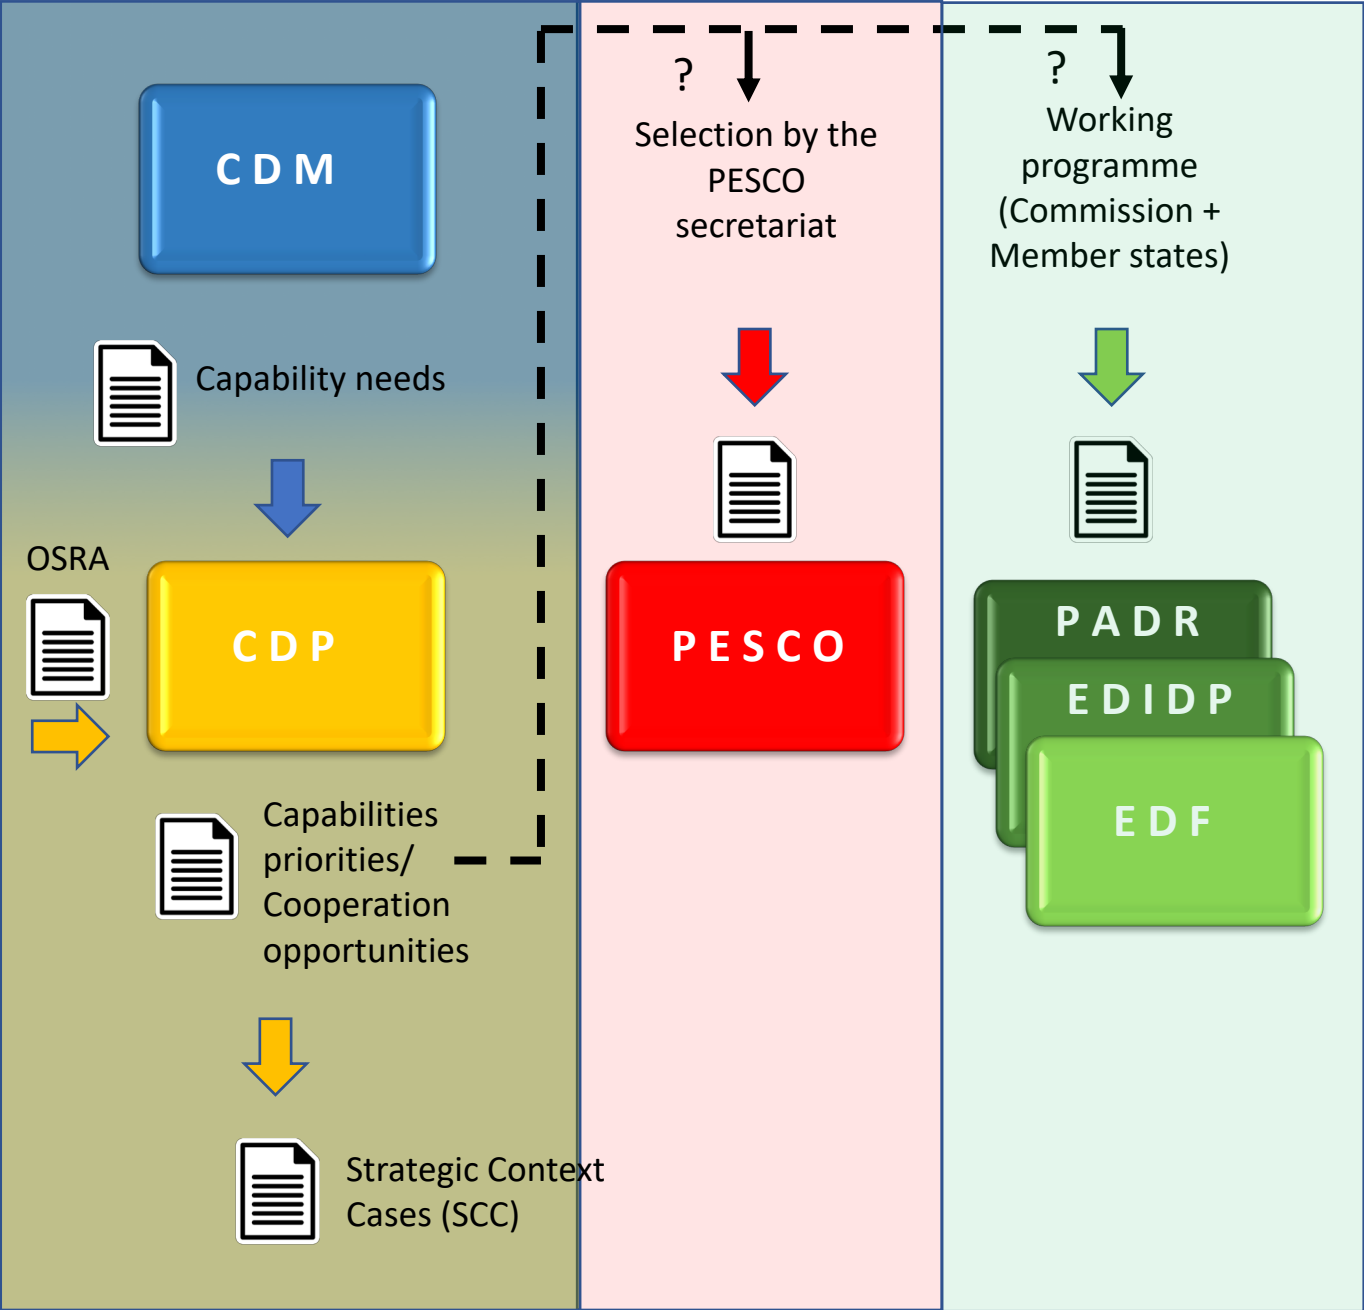 C D M
Capability needs
OSRA
C D P
Capabilities
priorities/
Cooperation
opportunities
Strategic Context
Cases (SCC)
?
Selection by the
PESCO
secretariat
P E S C O
?
Working
programme
(Commission +
Member states)
P A D R
E D I D P
E D F